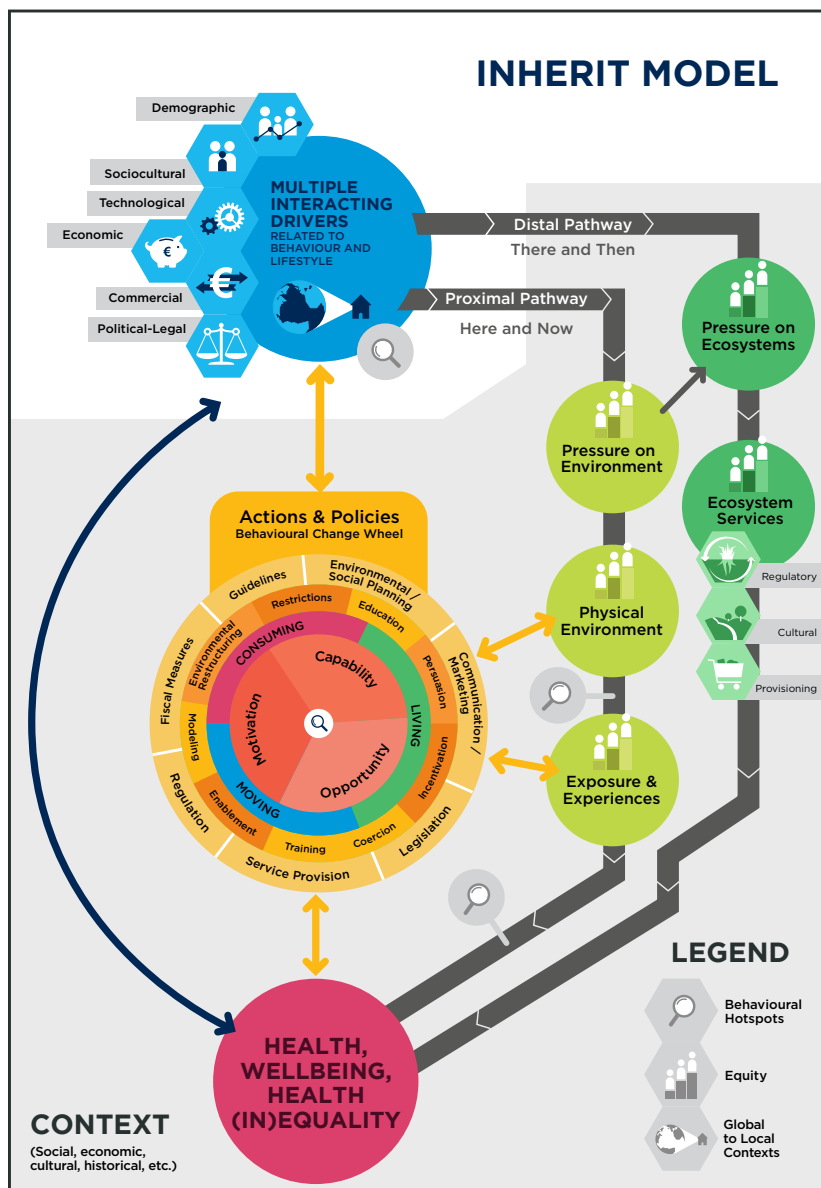 INHERIT MODEL
Demographic
Sociocultural
Technological
Economic
€
Commercial
€
Political-Legal
MULTIPLE
INTERACTING
DRIVERS
RELATED TO
BEHAVIOUR AND
LIFESTYLE
Distal Pathway
There and Then
Proximal Pathway
Here and Now
Pressure on
Ecosystems
Pressure on
Environment
Ecosystem
Services
Regulatory
Cultural
Provisioning
Physical
Environment
Exposure &
Experiences
Actions & Policies
Behavioural Change Wheel
Guidelines
Environmental /
Social Planning
Communication /
Marketing
Legislation
Service Provision
Regulation
Fiscal Measures
Restrictions
Education
Persuasion
Incentivation
Coercion
Training
Enablement
Modeling
Environmental
Restructuring
CONSUMING
LIVING
MOVING
Capability
Opportunity
Motivation
HEALTH,
WELLBEING,
HEALTH
(IN)EQUALITY
CONTEXT
(Social, economic,
cultural, historical, etc.)
LEGEND
Behavioural
Hotspots
Equity
Global
to Local
Contexts